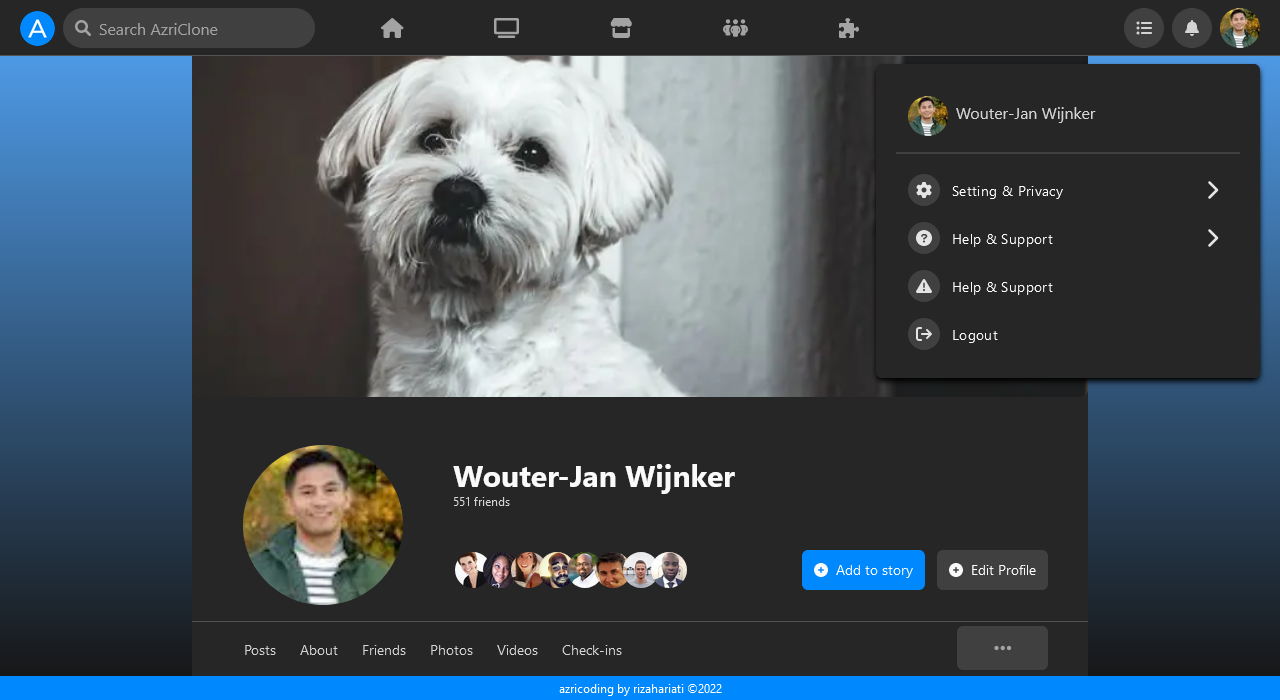 A
Search AzriClone
Wouter-Jan Wijnker
Setting & Privacy
Help & Support
Help & Support
Logout
Wouter-Jan Wijnker
551 friends
Add to story
Edit Profile
Posts
About
Friends
Photos
Videos
Check-ins
azricoding by rizahariati ©2022